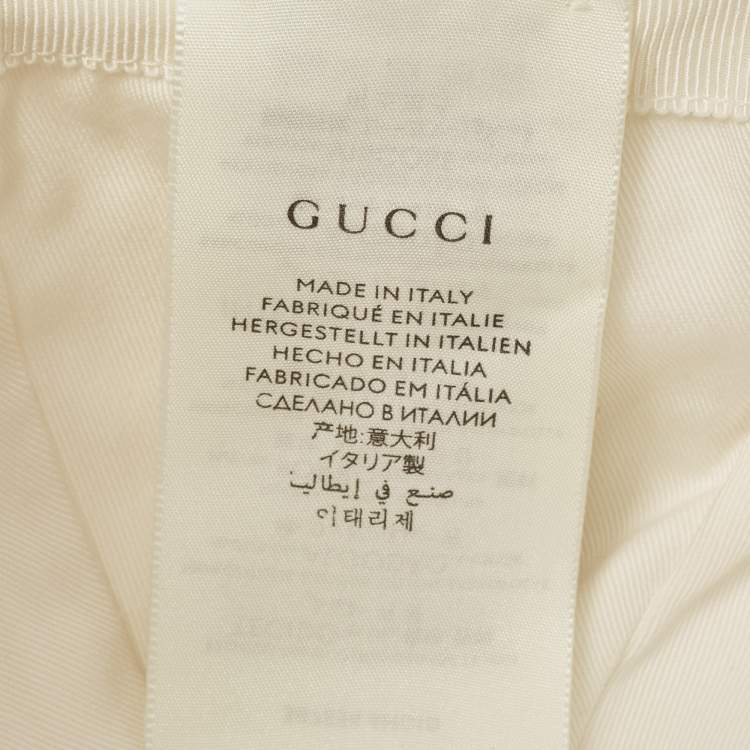 GUCCI
MADE IN ITALY
FABRIQUÉ EN ITALIE
HERGESTELLT IN ITALIEN
HECHO EN ITALIA
FABRICADO EM ITÁLIA
СДЕЛАНО В ИТАЛИИ
产地:意大利
イタリア製
صنع في إيطاليا
이태리제